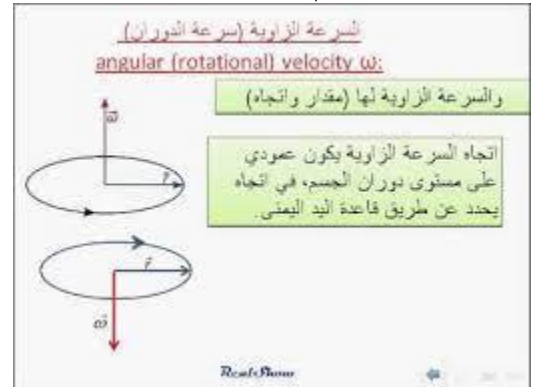 السرعة الزاوية (سرعة الدوران)
angular (rotational) velocity ω:
والسرعة الزاوية لها (مقدار واتجاه)
ω⃗
اتجاه السرعة الزاوية يكون عمودي
على مستوى دوران الجسم، في اتجاه
يحدد عن طريق قاعدة اليد اليمنى.
r⃗
r⃗
ω⃗